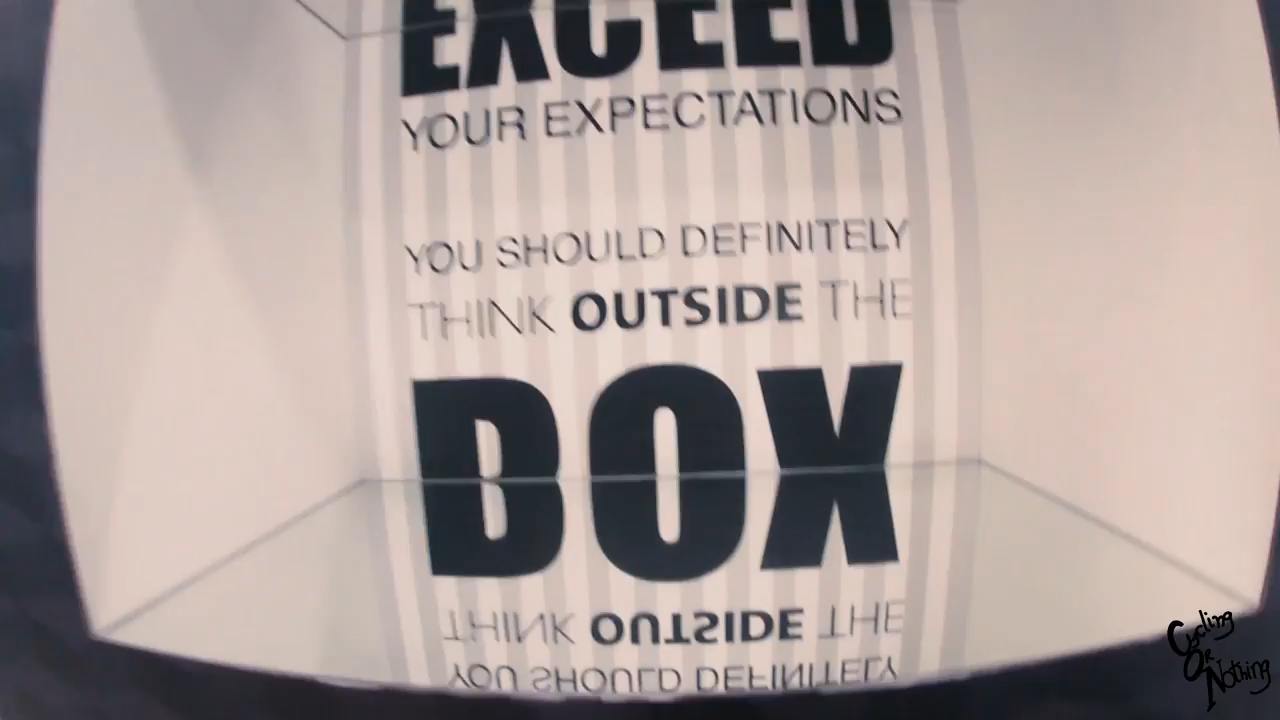 EXCEED
YOUR EXPECTATIONS
YOU SHOULD DEFINITELY
THINK OUTSIDE THE
BOX
THINK OUTSIDE THE
YOU SHOULD DEFINITELY
Cycling
Or
Nothing